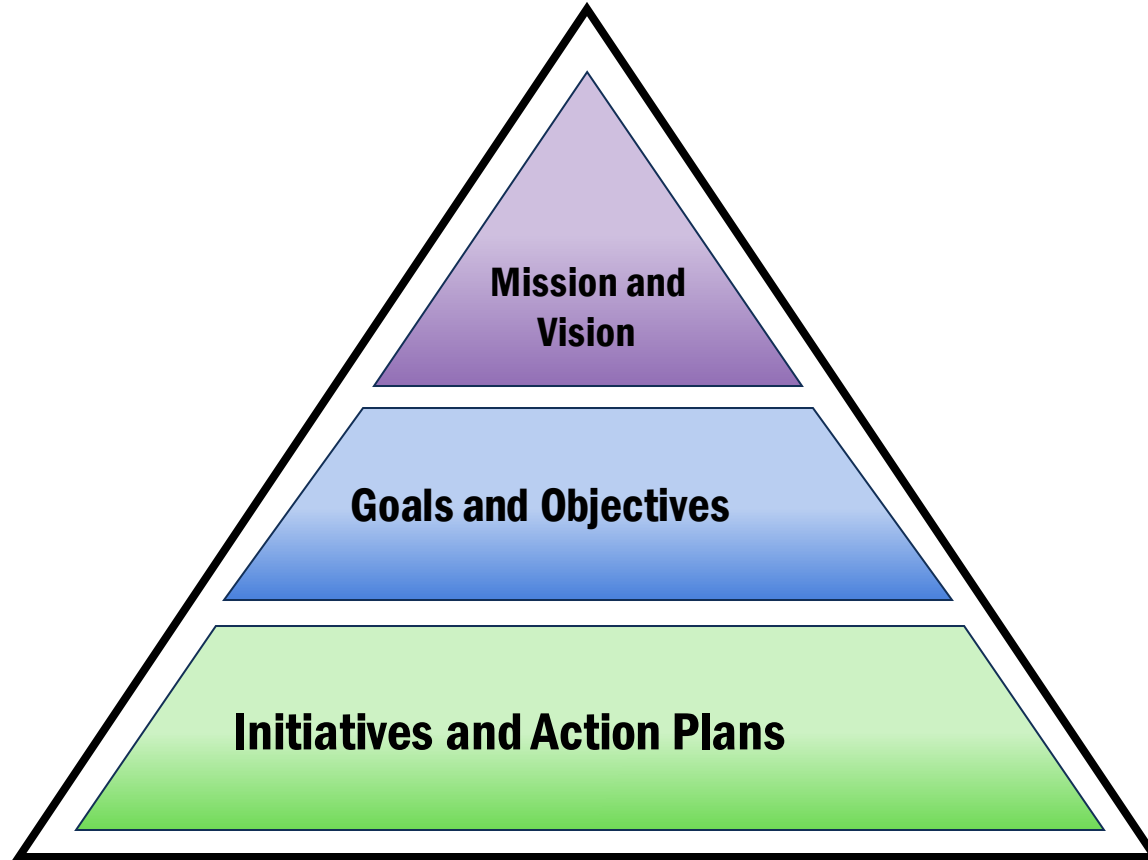 Mission and
Vision
Goals and Objectives
Initiatives and Action Plans